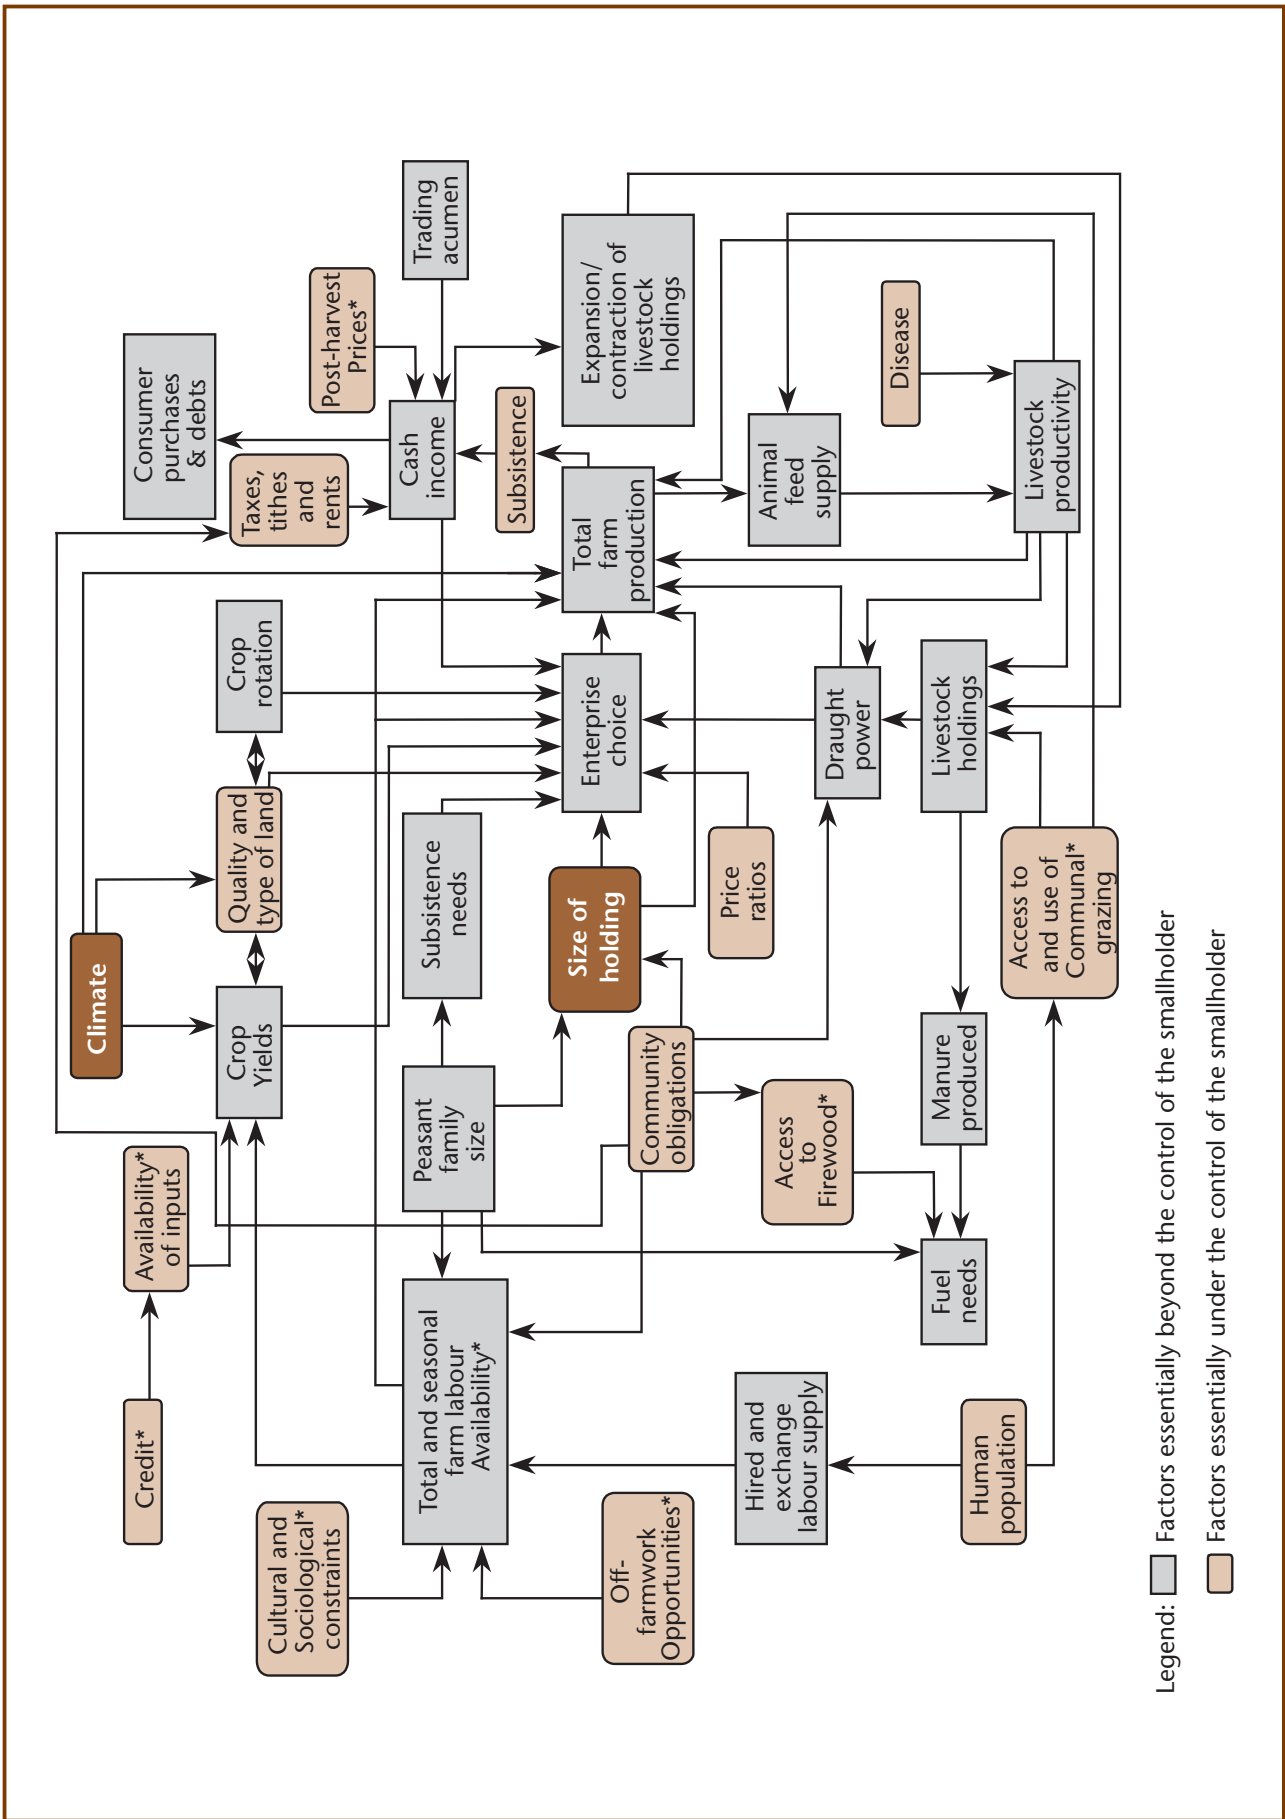 Credit*
Availability*
of inputs
Climate
Consumer
purchases
& debts
Cultural and
Sociological*
constraints
Crop
Yields
Quality and
type of land
Crop
rotation
Taxes,
tithes
and
rents
Post-harvest
Prices*
Total and seasonal
farm labour
Availability*
Peasant
family
size
Subsistence
needs
Cash
income
Trading
acumen
Subsistence
Off-
farmwork
Opportunities*
Community
obligations
Size of
holding
Enterprise
choice
Total
farm
production
Expansion/
contraction of
livestock
holdings
Hired and
exchange
labour supply
Access
to
Firewood*
Price
ratios
Draught
power
Animal
feed
supply
Disease
Human
population
Fuel
needs
Manure
produced
Livestock
holdings
Access to
and use of
Communal*
grazing
Livestock
productivity
Legend: Factors essentially beyond the control of the smallholder
Factors essentially under the control of the smallholder